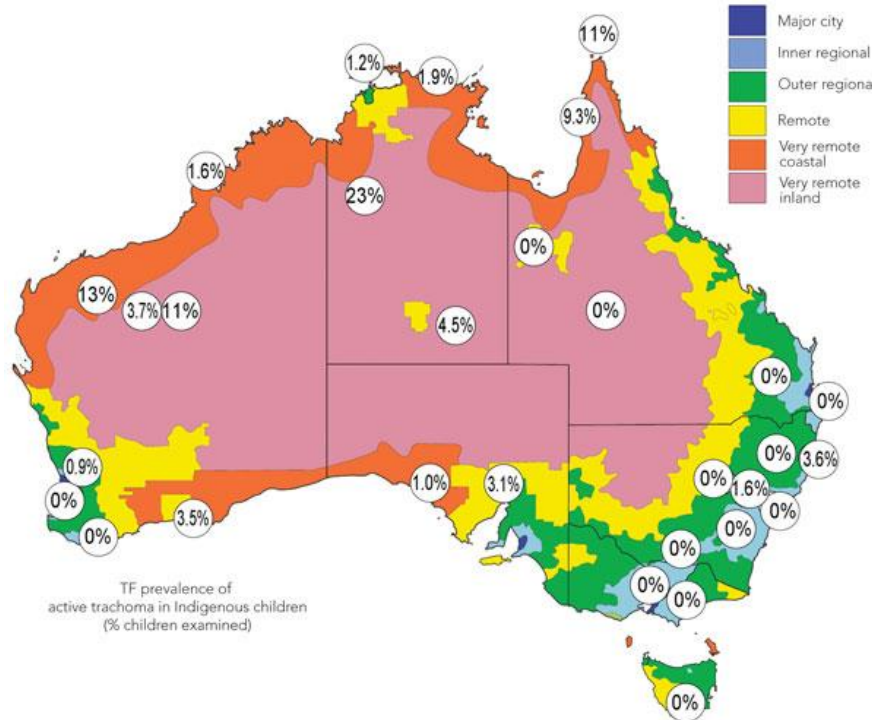 11%
1.2%
1.9%
9.3%
1.6%
23%
0%
13%
3.7%
11%
0%
4.5%
0%
0%
0.9%
0%
3.6%
0%
1.6%
0%
1.0%
3.1%
0%
3.5%
0%
0%
0%
0%
0%
0%
Major city
Inner regional
Outer regiona
Remote
Very remote
coastal
Very remote
inland
TF prevalence of
active trachoma in Indigenous children
(% children examined)